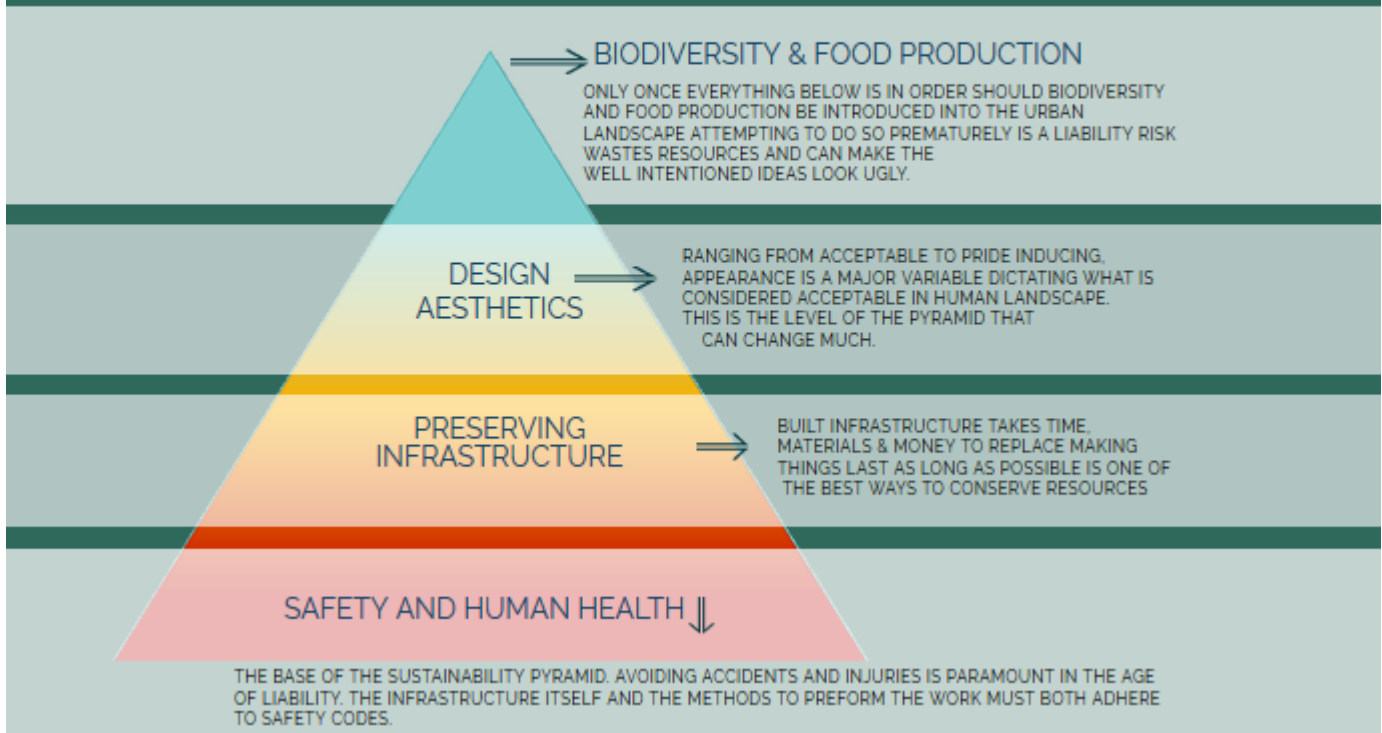 BIODIVERSITY & FOOD PRODUCTION
ONLY ONCE EVERYTHING BELOW IS IN ORDER SHOULD BIODIVERSITY
AND FOOD PRODUCTION BE INTRODUCED INTO THE URBAN
LANDSCAPE ATTEMPTING TO DO SO PREMATURELY IS A LIABILITY RISK
WASTES RESOURCES AND CAN MAKE THE
WELL INTENTIONED IDEAS LOOK UGLY.
DESIGN
AESTHETICS
RANGING FROM ACCEPTABLE TO PRIDE INDUCING,
APPEARANCE IS A MAJOR VARIABLE DICTATING WHAT IS
CONSIDERED ACCEPTABLE IN HUMAN LANDSCAPE.
THIS IS THE LEVEL OF THE PYRAMID THAT
CAN CHANGE MUCH.
PRESERVING
INFRASTRUCTURE
BUILT INFRASTRUCTURE TAKES TIME,
MATERIALS & MONEY TO REPLACE MAKING
THINGS LAST AS LONG AS POSSIBLE IS ONE OF
THE BEST WAYS TO CONSERVE RESOURCES
SAFETY AND HUMAN HEALTH
THE BASE OF THE SUSTAINABILITY PYRAMID. AVOIDING ACCIDENTS AND INJURIES IS PARAMOUNT IN THE AGE
OF LIABILITY. THE INFRASTRUCTURE ITSELF AND THE METHODS TO PREFORM THE WORK MUST BOTH ADHERE
TO SAFETY CODES.